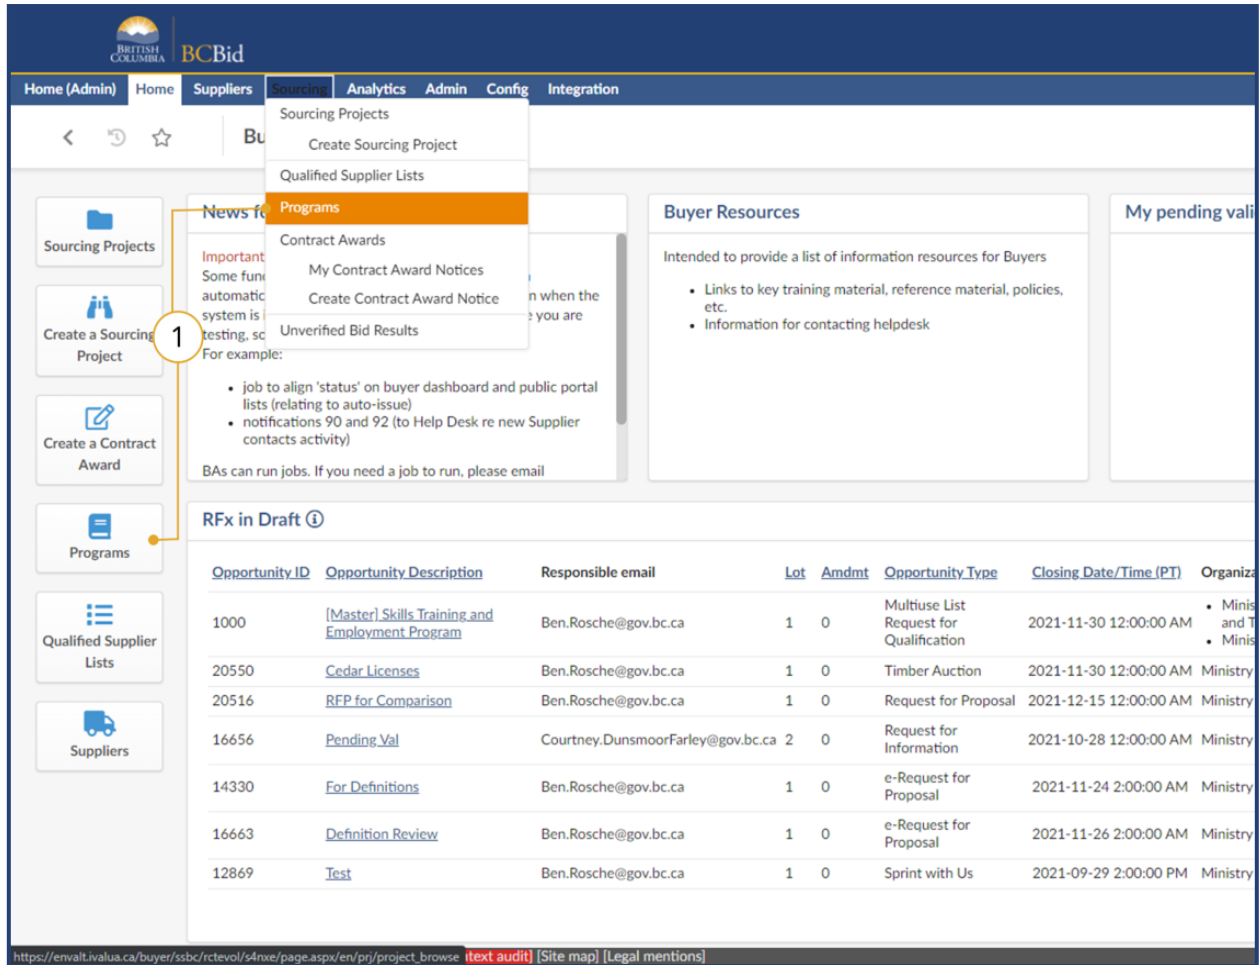 BRITISH
COLUMBIA
BCBid
Home (Admin) Home Suppliers Sourcing Analytics Admin Config Integration
Sourcing Projects
Create Sourcing Project
Qualified Supplier Lists
Programs
Contract Awards
My Contract Award Notices
Create Contract Award Notice
Unverified Bid Results
Bu
Sourcing Projects
Create a Sourcing
Project
Create a Contract
Award
Programs
Qualified Supplier
Lists
Suppliers
1
News f
Important
Some func
automatic n when the
system is i e you are
testing, sc
For example:
• job to align 'status' on buyer dashboard and public portal
lists (relating to auto-issue)
• notifications 90 and 92 (to Help Desk re new Supplier
contacts activity)
BAs can run jobs. If you need a job to run, please email
Buyer Resources
Intended to provide a list of information resources for Buyers
• Links to key training material, reference material, policies,
etc.
• Information for contacting helpdesk
My pending vali
RFx in Draft
Opportunity ID Opportunity Description Responsible email Lot Amdmt Opportunity Type Closing Date/Time (PT) Organiza
1000 [Master] Skills Training and
Employment Program Ben.Rosche@gov.bc.ca 1 0 Multiuse List
Request for
Qualification 2021-11-30 12:00:00 AM • Minis
and T
• Minis
20550 Cedar Licenses Ben.Rosche@gov.bc.ca 1 0 Timber Auction 2021-11-30 12:00:00 AM Ministry
20516 RFP for Comparison Ben.Rosche@gov.bc.ca 1 0 Request for Proposal 2021-12-15 12:00:00 AM Ministry
16656 Pending Val Courtney.DunsmoorFarley@gov.bc.ca 2 0 Request for
Information 2021-10-28 12:00:00 AM Ministry
14330 For Definitions Ben.Rosche@gov.bc.ca 1 0 e-Request for
Proposal 2021-11-24 2:00:00 AM Ministry
16663 Definition Review Ben.Rosche@gov.bc.ca 1 0 e-Request for
Proposal 2021-11-26 2:00:00 AM Ministry
12869 Test Ben.Rosche@gov.bc.ca 1 0 Sprint with Us 2021-09-29 2:00:00 PM Ministry
https://envalt.ivalua.ca/buyer/ssbc/rctevol/s4nxe/page.aspx/en/prj/project_browse text audit] [Site map] [Legal mentions]